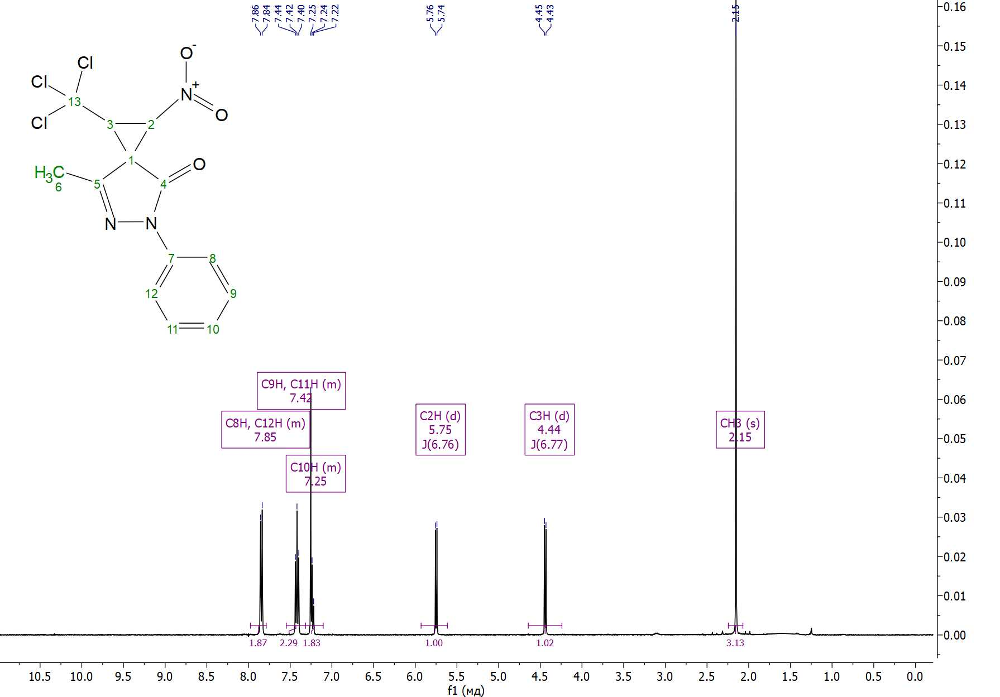 7.86
7.84
7.44
7.42
7.40
7.25
7.24
7.22
5.76
5.74
4.45
4.43
2.15
Cl
Cl
Cl
13
O-
N+
O
3
2
1
H3C
6
5
4
O
N
N
7
8
12
9
11
10
C9H, C11H (m)
7.42
C8H, C12H (m)
7.85
C10H (m)
7.25
C2H (d)
5.75
J(6.76)
C3H (d)
4.44
J(6.77)
CH3 (s)
2.15
1.87
2.29
1.83
1.00
1.02
3.13
0.16
0.15
0.14
0.13
0.12
0.11
0.10
0.09
0.08
0.07
0.06
0.05
0.04
0.03
0.02
0.01
0.00
10.5 10.0 9.5 9.0 8.5 8.0 7.5 7.0 6.5 6.0 5.5 5.0 4.5 4.0 3.5 3.0 2.5 2.0 1.5 1.0 0.5 0.0
f1 (мд)